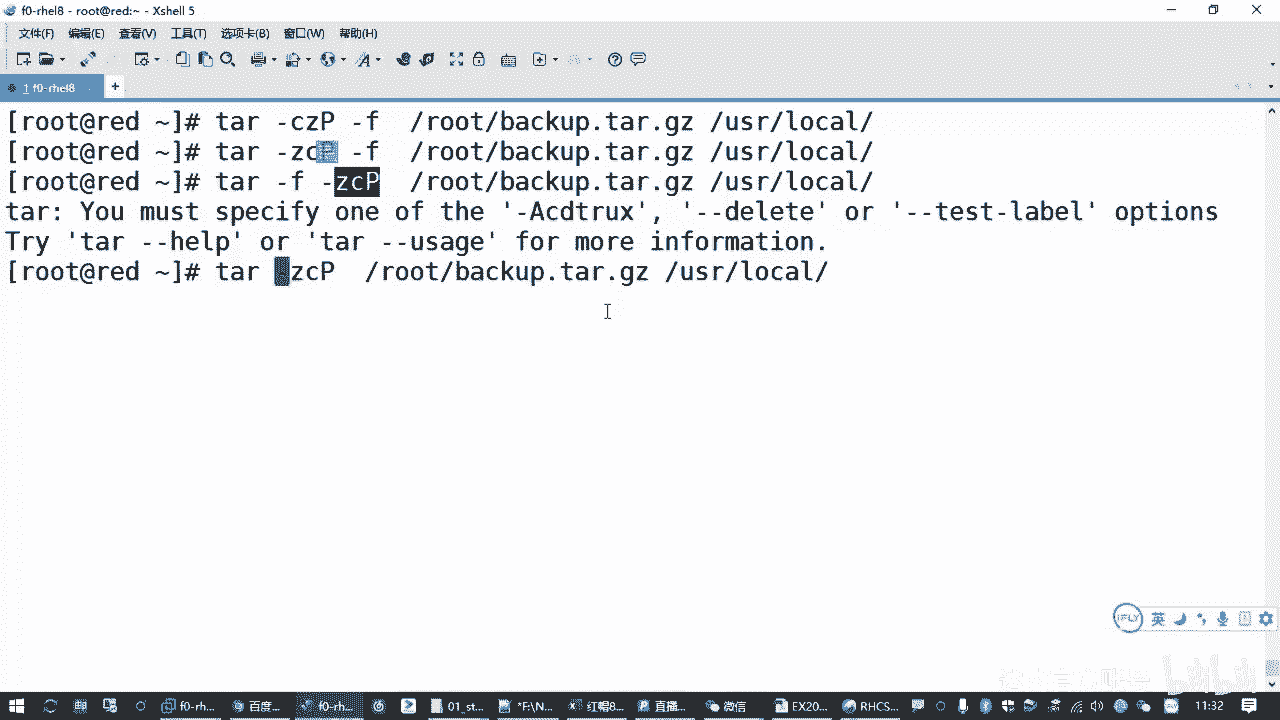 f0-rhel8 - root@red:~ - Xshell 5
文件(F) 编辑(E) 查看(V) 工具(T) 选项卡(B) 窗口(W) 帮助(H)
1 f0-rhel8 +
[root@red ~]# tar -czP -f  /root/backup.tar.gz /usr/local/
[root@red ~]# tar -zcP -f  /root/backup.tar.gz /usr/local/
[root@red ~]# tar -f -zcP  /root/backup.tar.gz /usr/local/
tar: You must specify one of the '-Acdtrux', '--delete' or '--test-label' options
Try 'tar --help' or 'tar --usage' for more information.
[root@red ~]# tar -zcP  /root/backup.tar.gz /usr/local/
iFLY 英
f0-rh... 百度... f0-rh... 01_st... *F:\N... 红帽8... 直播... 微信 EX20... RHCS... 11:32